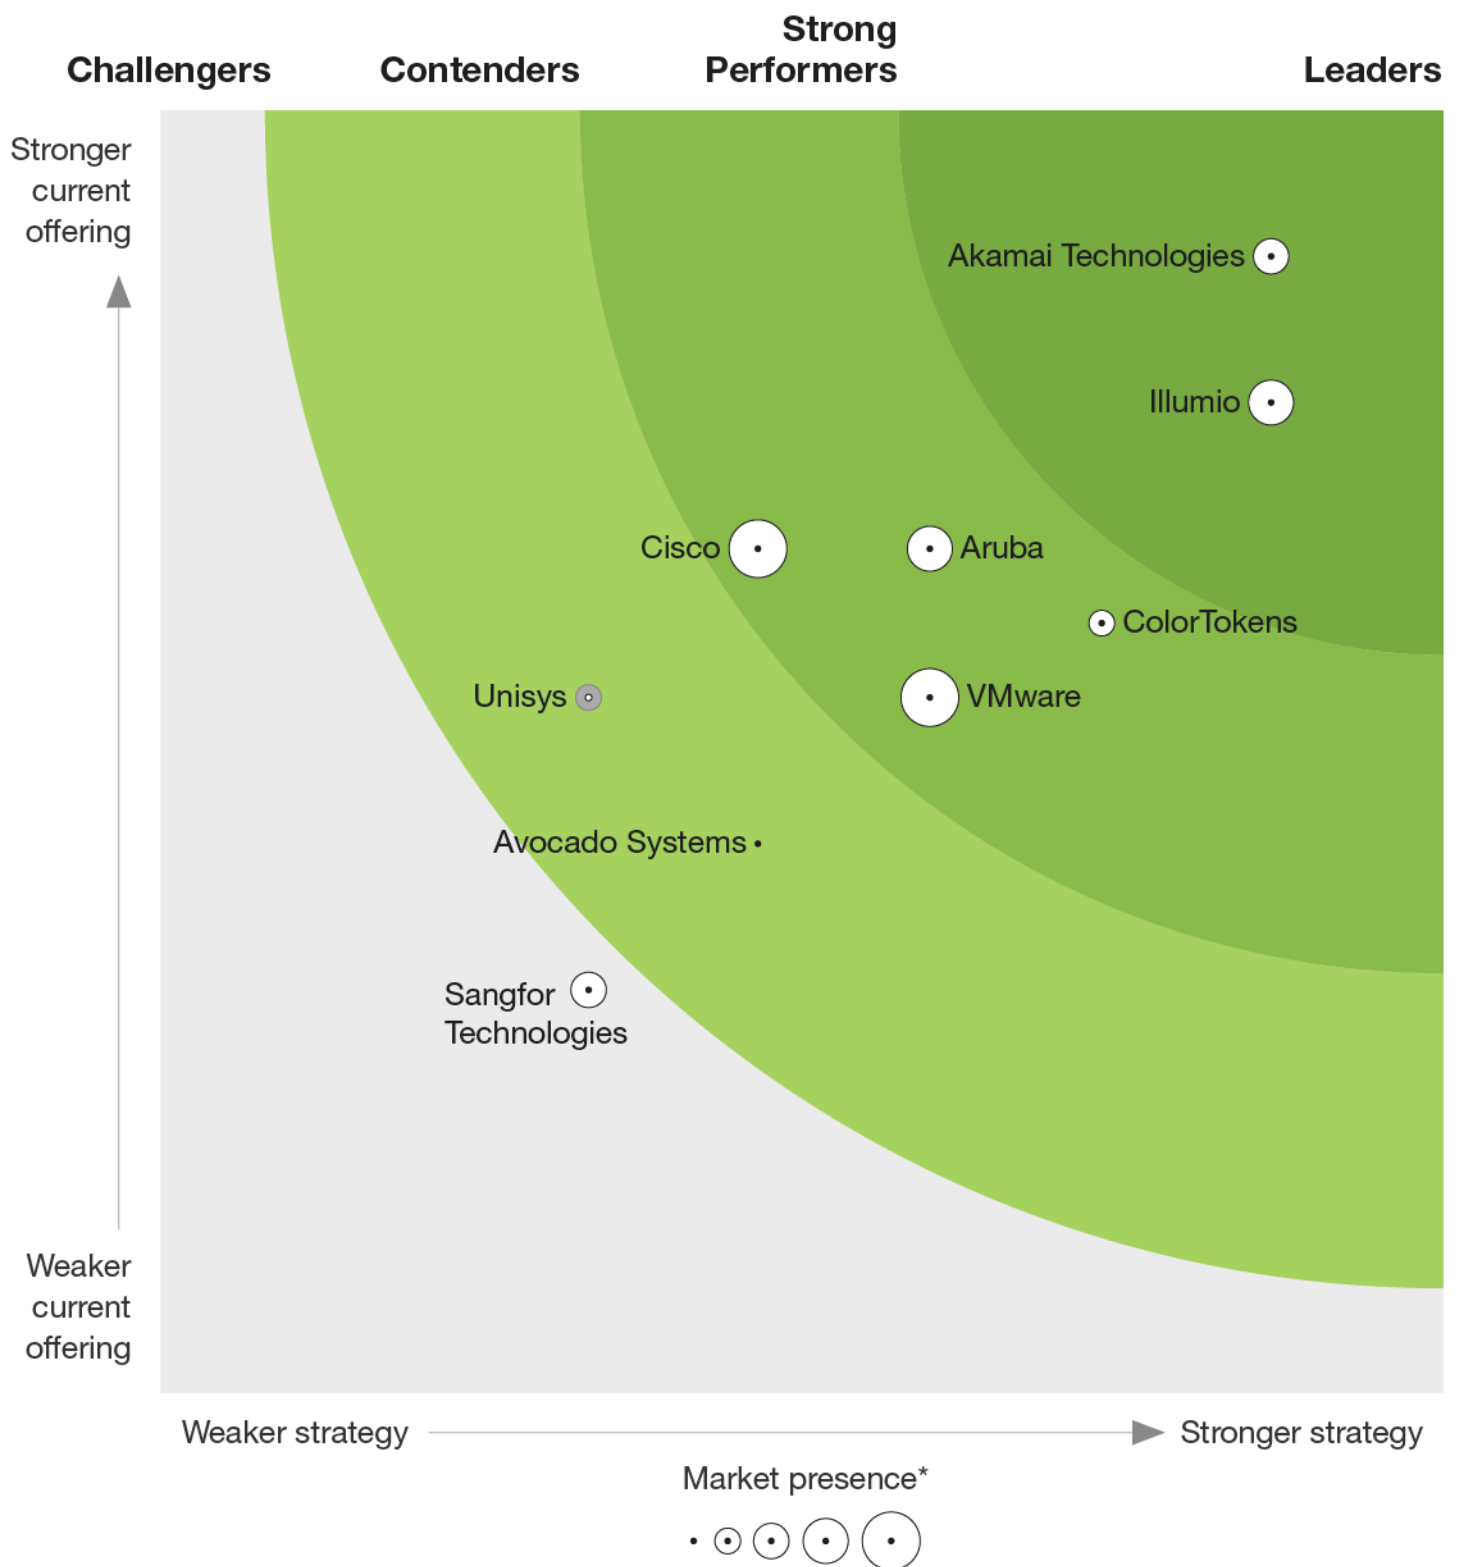 Challengers
Contenders
Strong
Performers
Leaders
Stronger
current
offering
Akamai Technologies
Illumio
Cisco
Aruba
ColorTokens
Unisys
VMware
Avocado Systems
Sangfor
Technologies
Weaker
current
offering
Weaker strategy
Stronger strategy
Market presence*